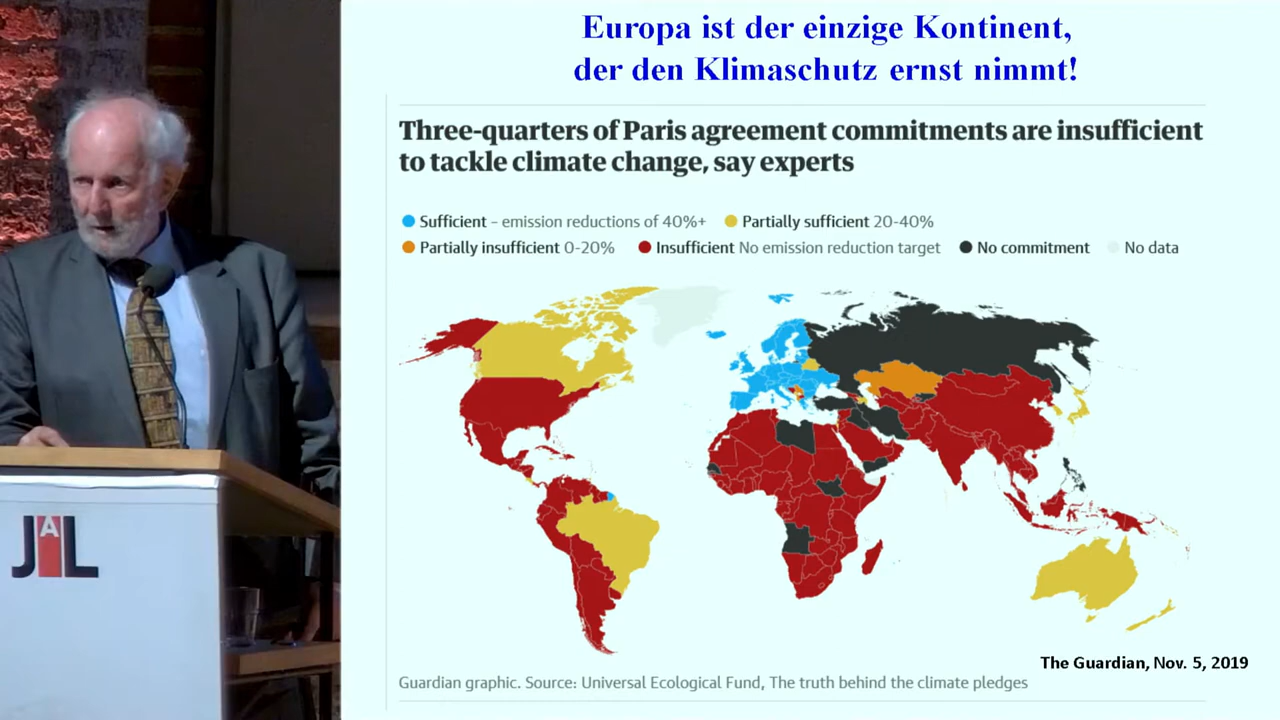 Europa ist der einzige Kontinent,
der den Klimaschutz ernst nimmt!
Three-quarters of Paris agreement commitments are insufficient
to tackle climate change, say experts
Sufficient – emission reductions of 40%+ Partially sufficient 20-40%
Partially insufficient 0-20% Insufficient No emission reduction target No commitment No data
The Guardian, Nov. 5, 2019
Guardian graphic. Source: Universal Ecological Fund, The truth behind the climate pledges
JAL